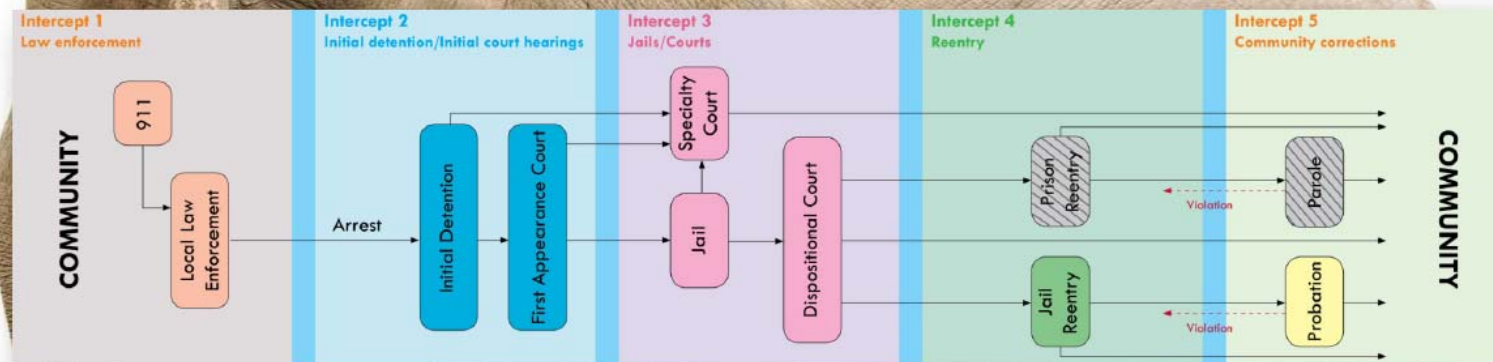 Intercept 1
Law enforcement
Intercept 2
Initial detention/Initial court hearings
Intercept 3
Jails/Courts
Intercept 4
Reentry
Intercept 5
Community corrections
COMMUNITY
911
Local Law
Enforcement
Arrest
Initial Detention
First Appearance Court
Specialty
Court
Jail
Dispositional Court
Prison
Reentry
Violation
Parole
Jail
Reentry
Violation
Probation
COMMUNITY